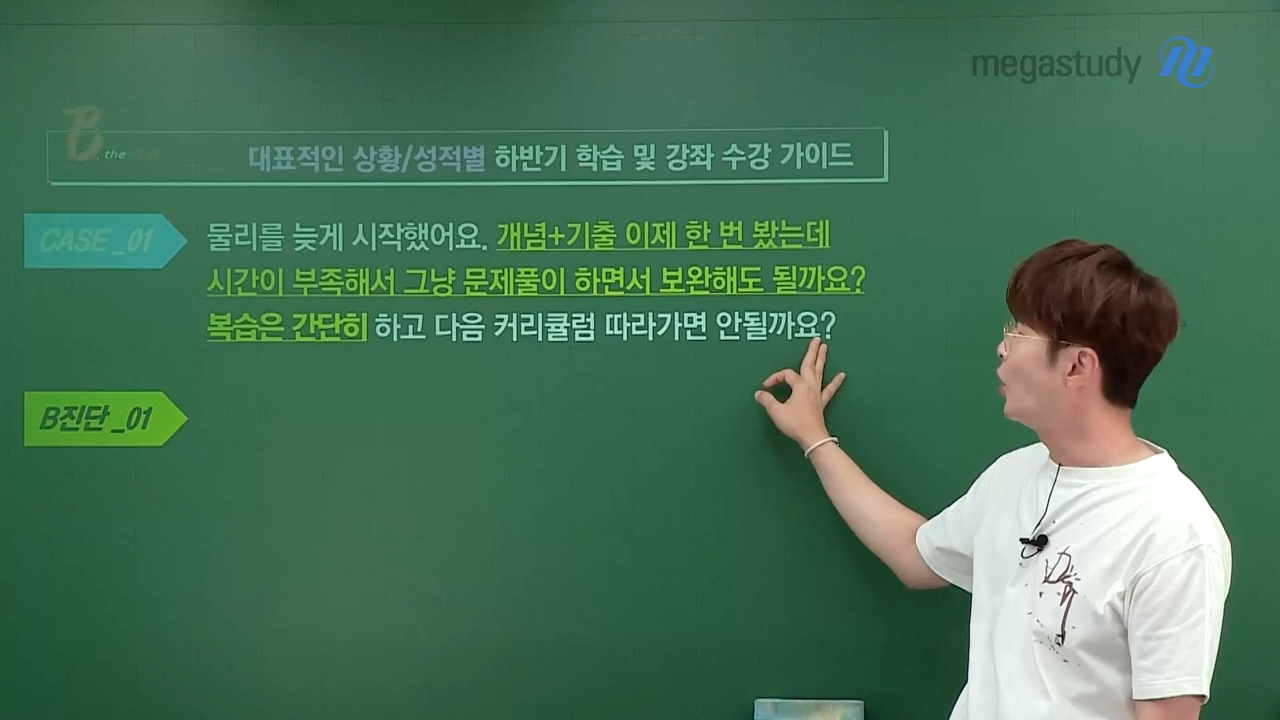 megastudy
B
the
대표적인 상황/성적별 하반기 학습 및 강좌 수강 가이드
CASE _01
물리를 늦게 시작했어요. 개념+기출 이제 한 번 봤는데
시간이 부족해서 그냥 문제풀이 하면서 보완해도 될까요?
복습은 간단히 하고 다음 커리큘럼 따라가면 안될까요?
B진단 _01